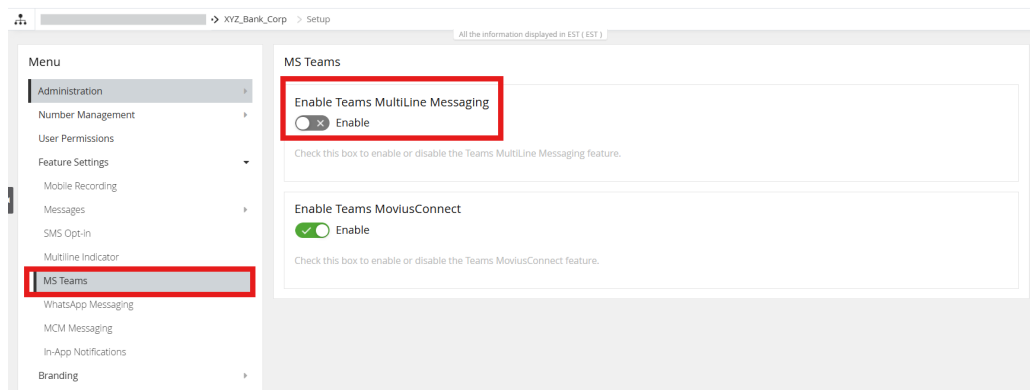 XYZ_Bank_Corp > Setup
All the information displayed in EST ( EST )
Menu
Administration
Number Management
User Permissions
Feature Settings
Mobile Recording
Messages
SMS Opt-in
Multiline Indicator
MS Teams
WhatsApp Messaging
MCM Messaging
In-App Notifications
Branding
MS Teams
Enable Teams MultiLine Messaging
Enable
Check this box to enable or disable the Teams MultiLine Messaging feature.
Enable Teams MoviusConnect
Enable
Check this box to enable or disable the Teams MoviusConnect feature.